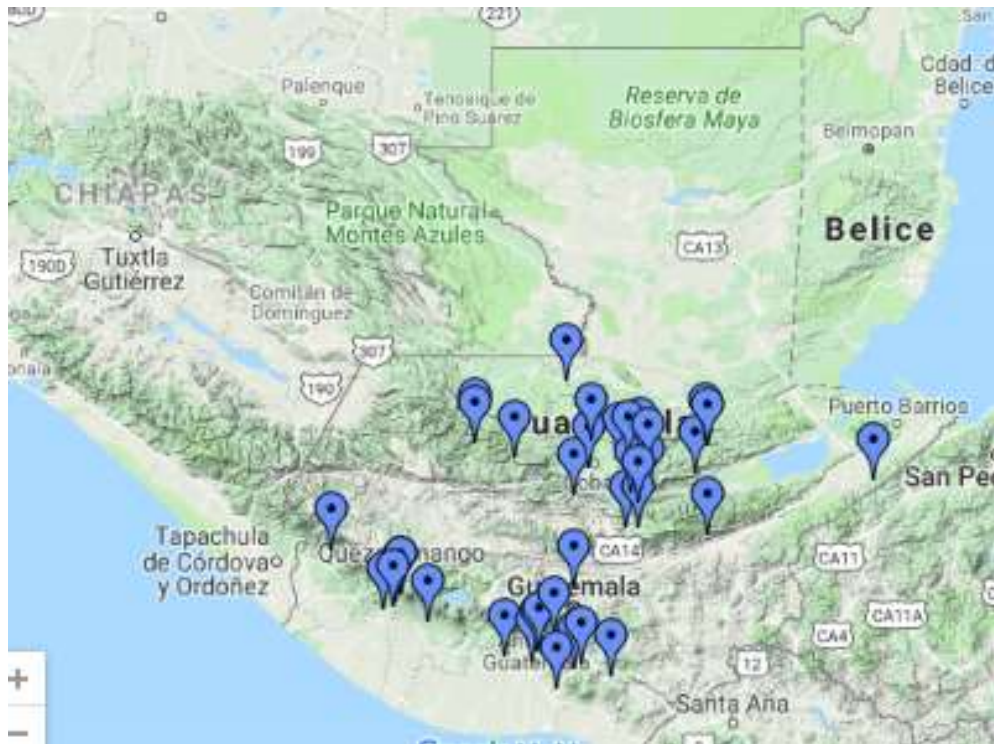 221
Palenque
Tenosique de
Pino Suárez
Reserva de
Biosfera Maya
Cdad. d
Belice
Belmopan
199
307
CHIAPAS
Parque Natural
Montes Azules
Belice
CA13
190D
Tuxtla
Gutiérrez
Comitán de
Domínguez
307
190
Puerto Barrios
San Pe
Tapachula
de Córdova
y Ordoñez
CA14
CA11
Guatemala
CA11A
CA4
12
Santa Ana
+
−